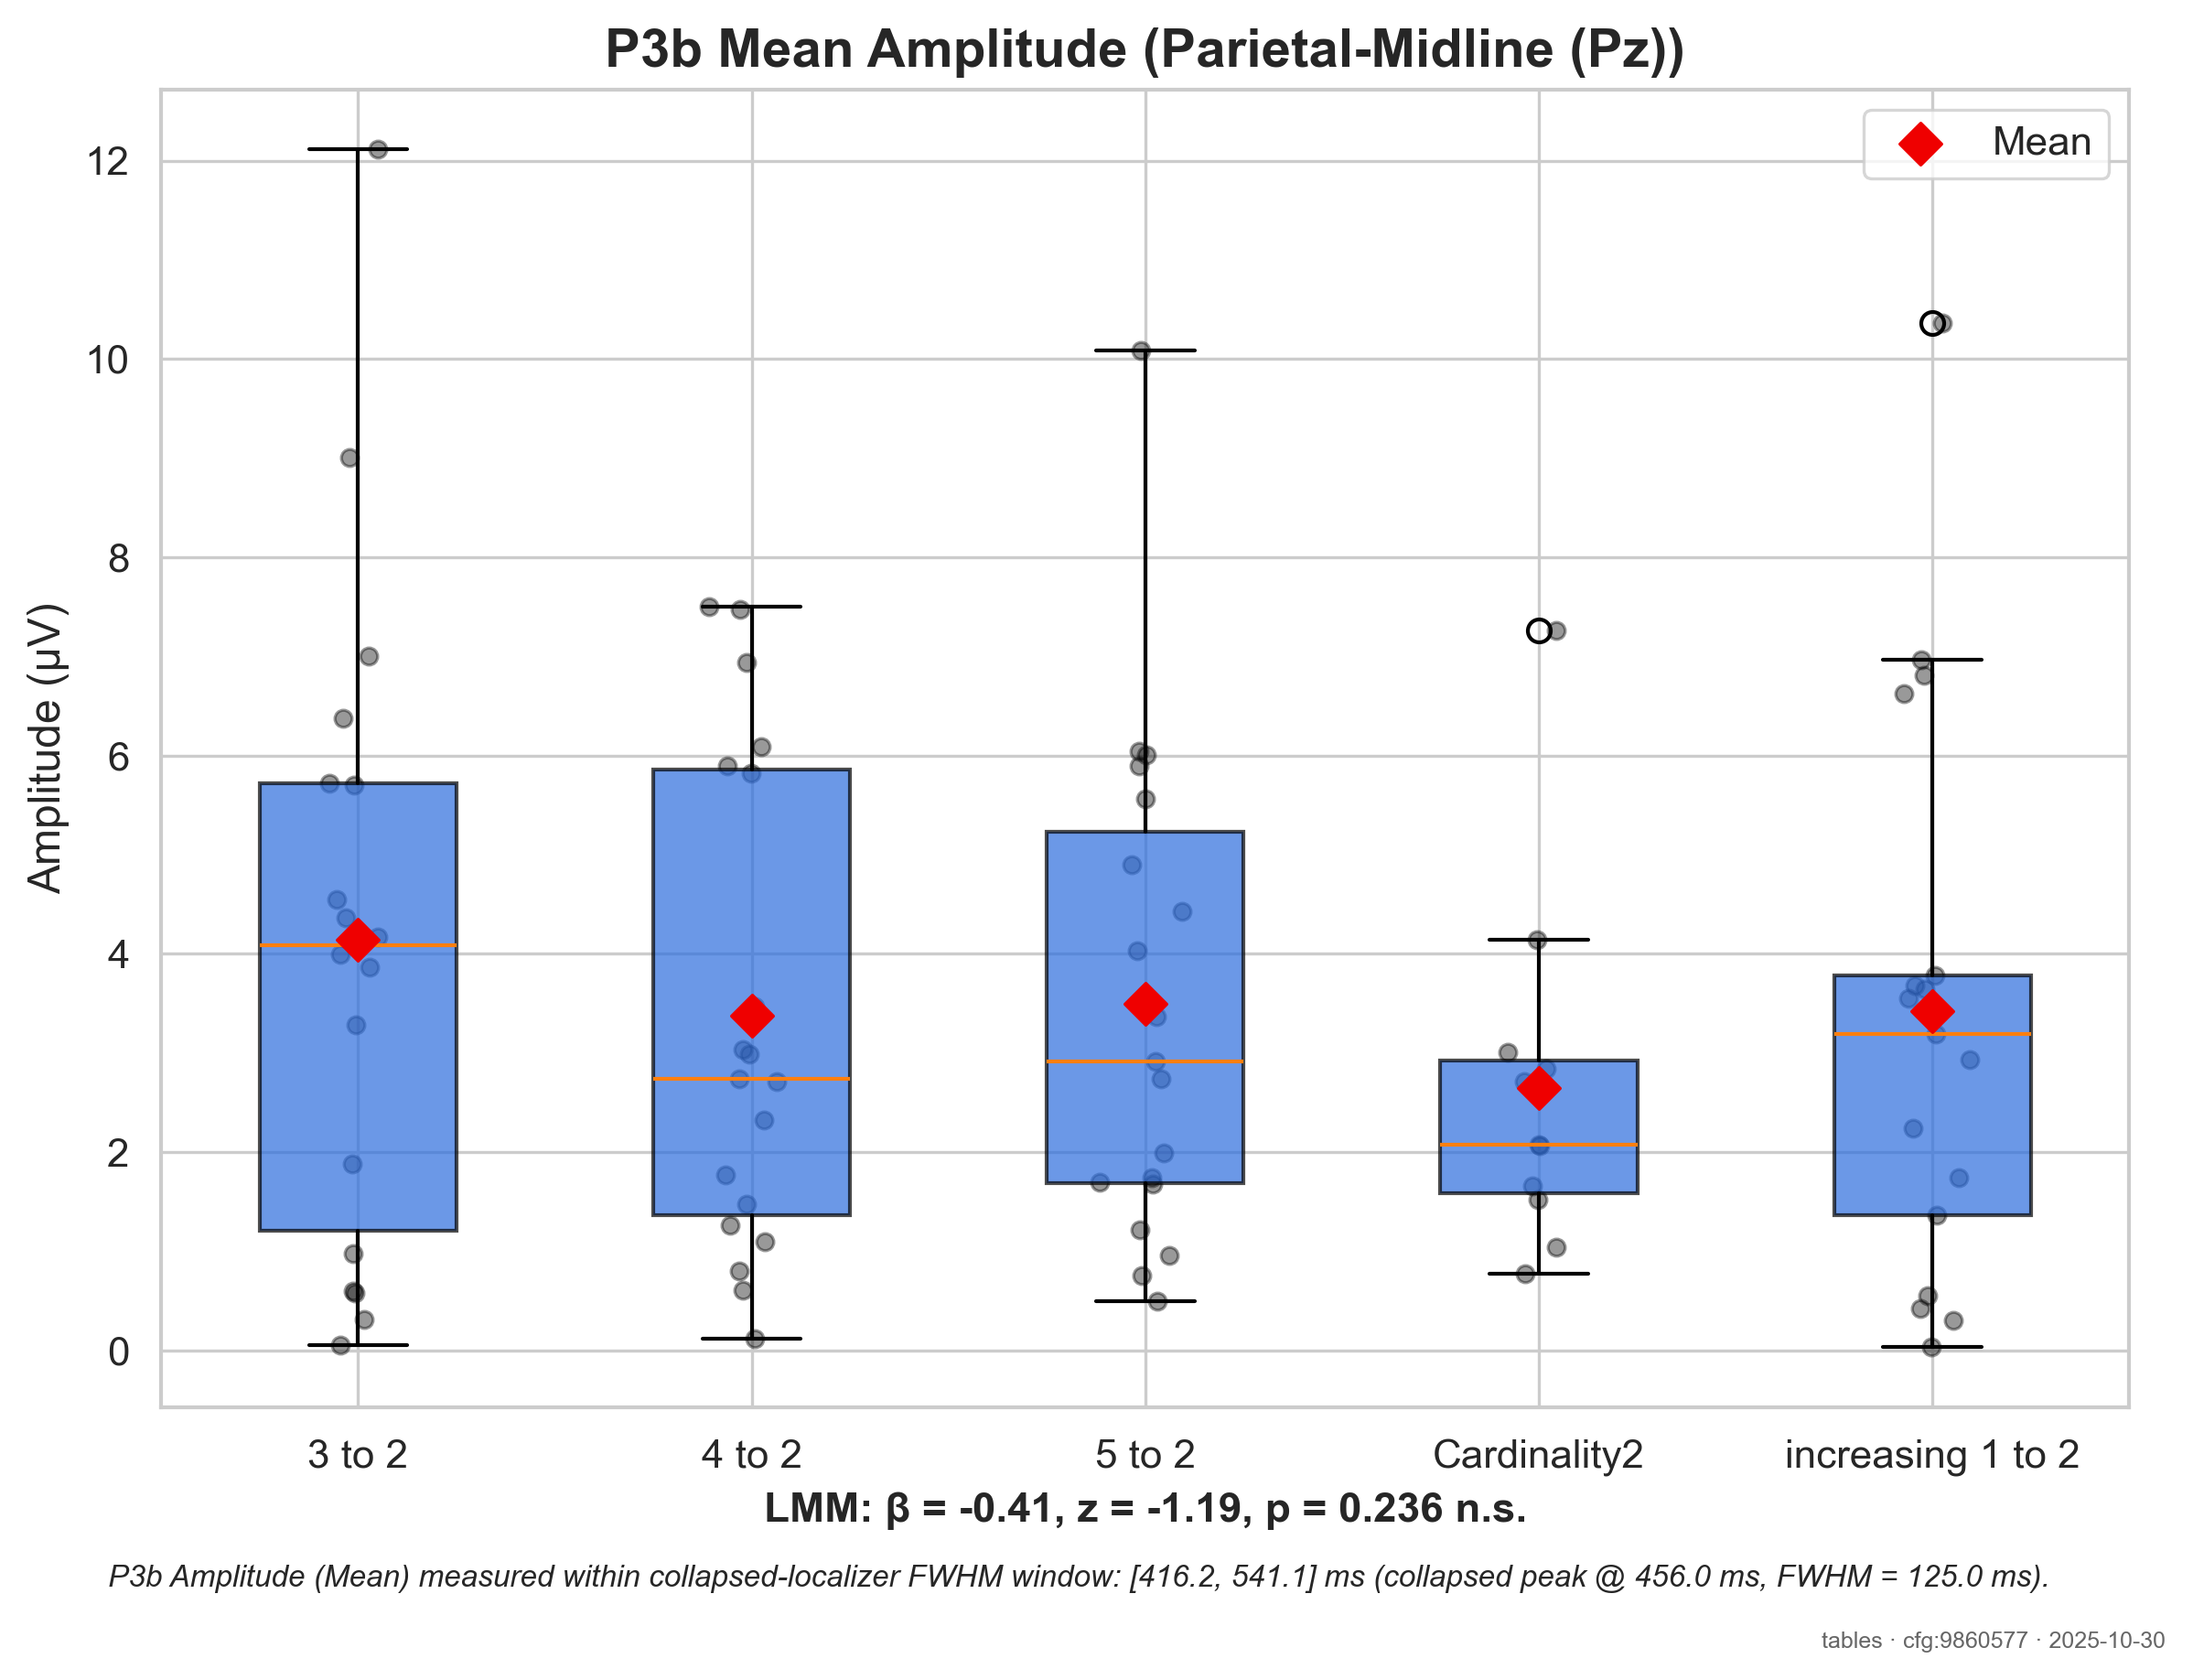 P3b Mean Amplitude (Parietal-Midline (Pz))
Mean
Amplitude (µV)
12
10
8
6
4
2
0
3 to 2
4 to 2
5 to 2
Cardinality2
increasing 1 to 2
LMM: β = -0.41, z = -1.19, p = 0.236 n.s.
P3b Amplitude (Mean) measured within collapsed-localizer FWHM window: [416.2, 541.1] ms (collapsed peak @ 456.0 ms, FWHM = 125.0 ms).
tables · cfg:9860577 · 2025-10-30